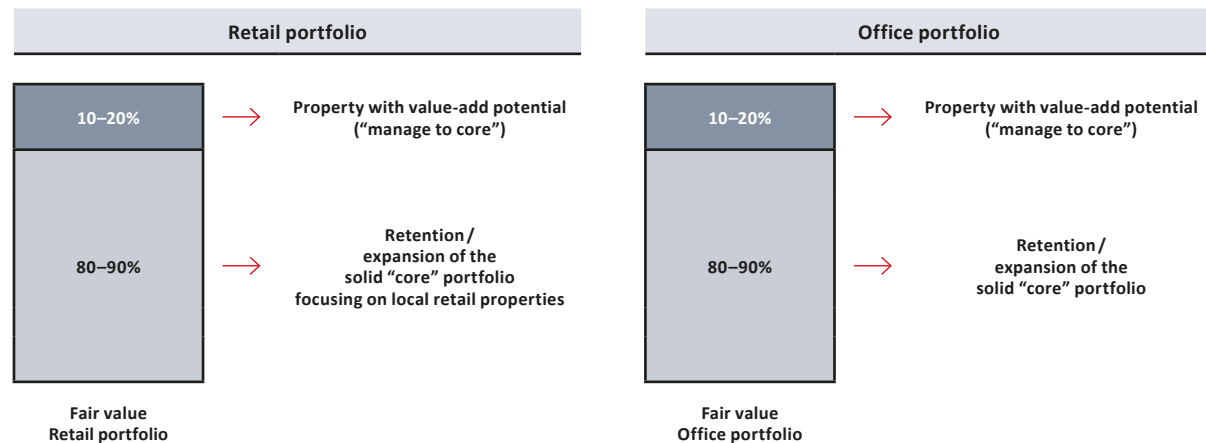 Retail portfolio
10–20%
Property with value-add potential
(“manage to core”)
80–90%
Retention /
expansion of the
solid “core” portfolio
focusing on local retail properties
Fair value
Retail portfolio
Office portfolio
10–20%
Property with value-add potential
(“manage to core”)
80–90%
Retention /
expansion of the
solid “core” portfolio
Fair value
Office portfolio